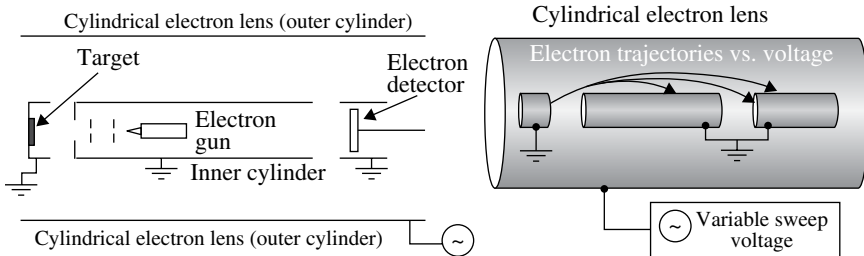 Cylindrical electron lens (outer cylinder)
Target
Electron
detector
Electron
gun
Inner cylinder
Cylindrical electron lens (outer cylinder)
~
Cylindrical electron lens
Electron trajectories vs. voltage
~ Variable sweep
voltage